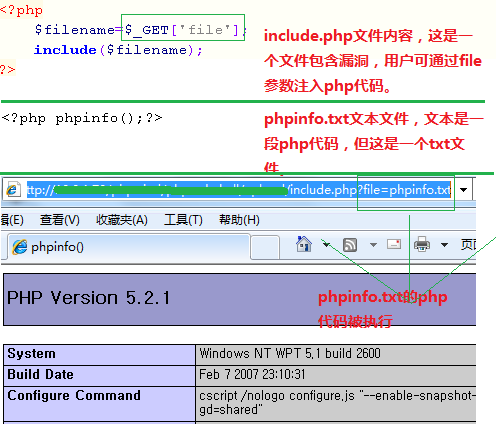 <?php
$filename=$_GET['file'];
include($filename);
?>
include.php文件内容，这是一
个文件包含漏洞，用户可通过file
参数注入php代码。
<?php phpinfo();?>
phpinfo.txt文本文件，文本是一
段php代码，但这是一个txt文
件。
ttp://
/include.php?file=phpinfo.txt
辑(E) 查看(V) 收藏夹(A) 工具(T) 帮助(H)
phpinfo()
页面
PHP Version 5.2.1
phpinfo.txt的php
代码被执行
System Windows NT WPT 5.1 build 2600
Build Date Feb 7 2007 23:10:31
Configure Command cscript /nologo configure.js "--enable-snapshot-
gd=shared"